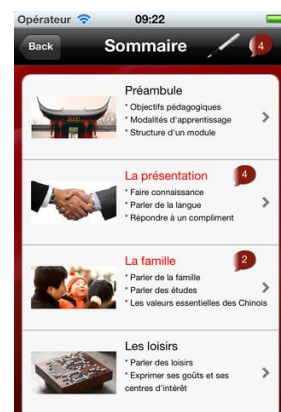 Opérateur 09:22
Back Sommaire 4
Préambule
* Objectifs pédagogiques
* Modalités d'apprentissage
* Structure d'un module
La présentation 4
* Faire connaissance
* Parler de la langue
* Répondre à un compliment
La famille 2
* Parler de la famille
* Parler des études
* Les valeurs essentielles des Chinois
Les loisirs
* Parler des loisirs
* Exprimer ses goûts et ses
centres d'intérêt